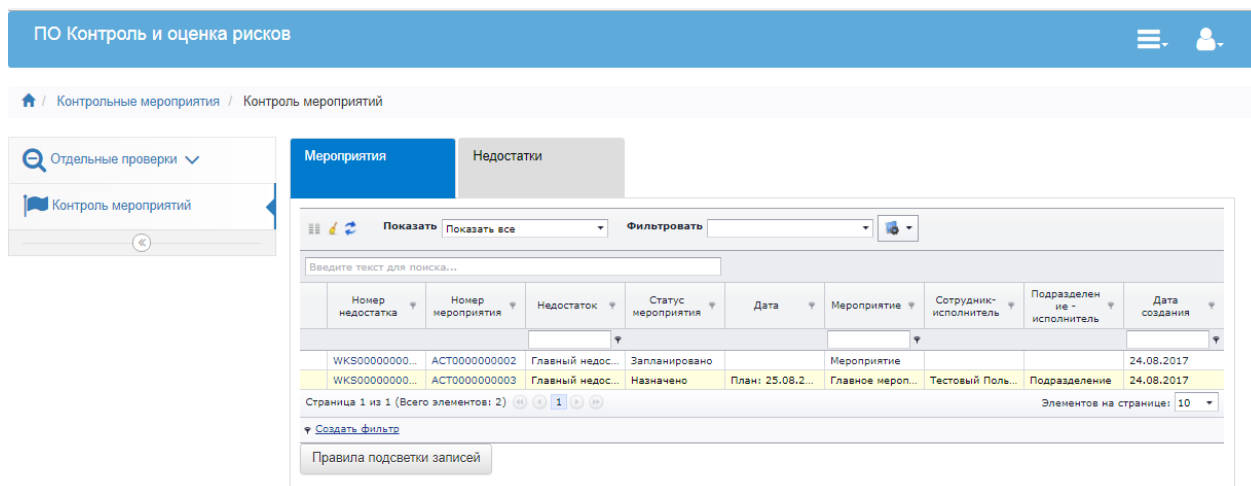 ПО Контроль и оценка рисков
/ Контрольные мероприятия / Контроль мероприятий
Отдельные проверки
Контроль мероприятий
Мероприятия
Недостатки
Показать Показать все Фильтровать
Введите текст для поиска...
Номер недостатка
Номер мероприятия
Недостаток
Статус мероприятия
Дата
Мероприятие
Сотрудник-исполнитель
Подразделен
ие -
исполнитель
Дата создания
WKS00000000... ACT0000000002 Главный недос... Запланировано Мероприятие 24.08.2017
WKS00000000... ACT0000000003 Главный недос... Назначено План: 25.08.2... Главное мероп... Тестовый Поль... Подразделение 24.08.2017
Страница 1 из 1 (Всего элементов: 2) 1 Элементов на странице: 10
Создать фильтр
Правила подсветки записей